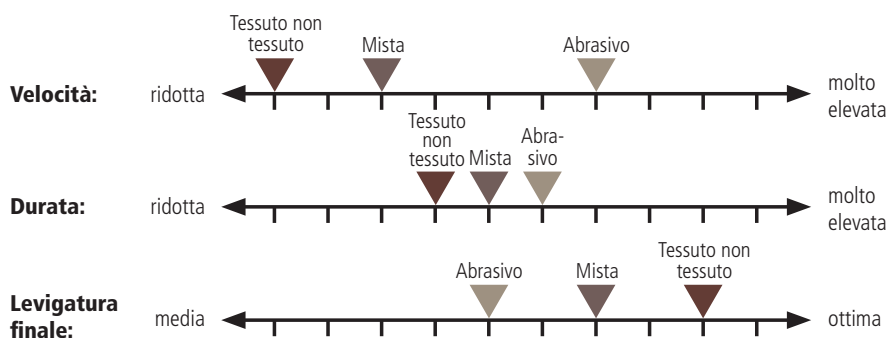 Tessuto non
tessuto
Mista
Abrasivo
Velocità:
ridotta
molto
elevata
Tessuto
non
tessuto
Mista
Abra-
sivo
Durata:
ridotta
molto
elevata
Abrasivo
Mista
Tessuto non
tessuto
Levigatura
finale:
media
ottima